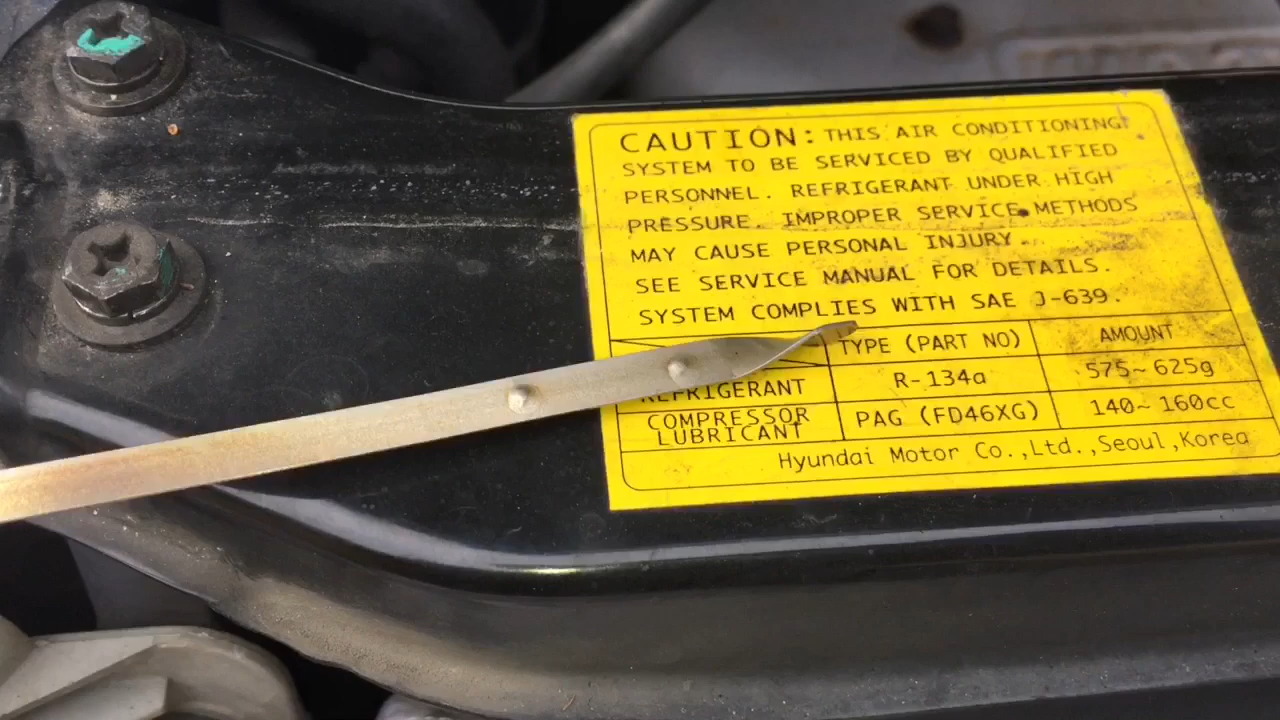 CAUTION: THIS AIR CONDITIONING
SYSTEM TO BE SERVICED BY QUALIFIED
PERSONNEL. REFRIGERANT UNDER HIGH
PRESSURE. IMPROPER SERVICE METHODS
MAY CAUSE PERSONAL INJURY.
SEE SERVICE MANUAL FOR DETAILS.
SYSTEM COMPLIES WITH SAE J-639.
TYPE (PART NO) AMOUNT
REFRIGERANT R-134a 575~625g
COMPRESSOR LUBRICANT PAG (FD46XG) 140~160cc
Hyundai Motor Co.,Ltd.,Seoul,Korea